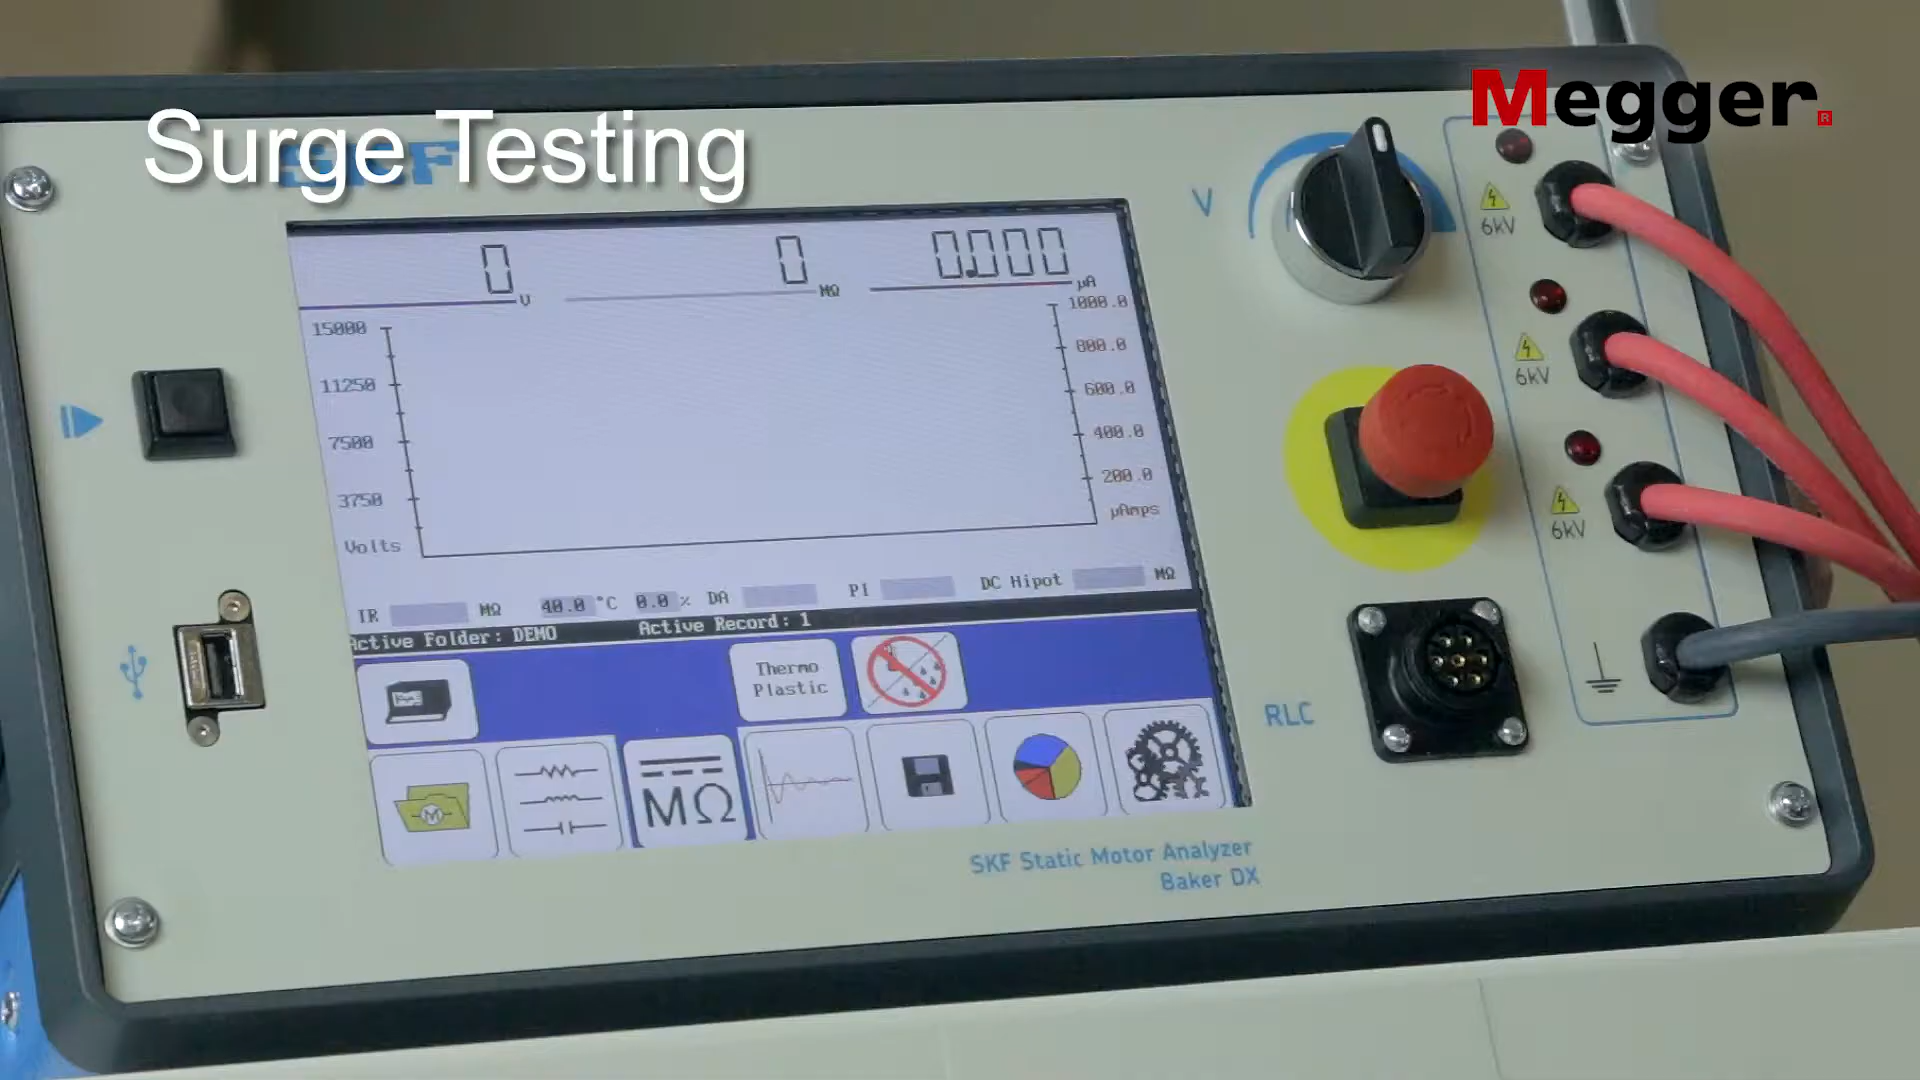 Surge Testing
Megger.
SKF
V
6kV
6kV
6kV
RLC
0 V
0 MΩ
0.000 µA
15000
11250
7500
3750
Volts
1000.0
800.0
600.0
400.0
200.0
µAmps
IR MΩ 40.0 °C 0.0 % DA PI DC Hipot MΩ
Active Folder: DEMO Active Record: 1
Thermo
Plastic
M
MΩ
SKF Static Motor Analyzer
Baker DX